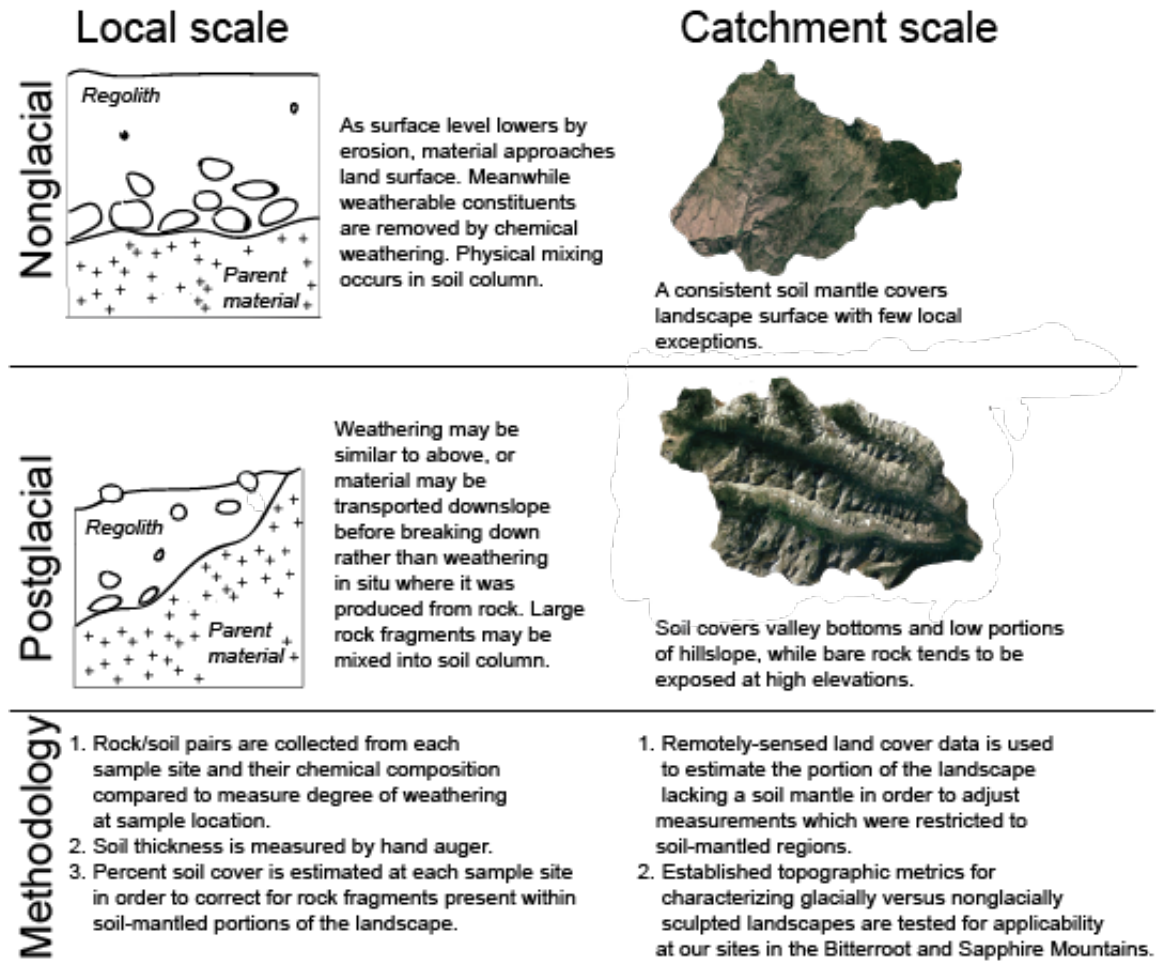 Local scale
Catchment scale
Nonglacial
Regolith
Parent
material
As surface level lowers by
erosion, material approaches
land surface. Meanwhile
weatherable constituents
are removed by chemical
weathering. Physical mixing
occurs in soil column.
A consistent soil mantle covers
landscape surface with few local
exceptions.
Postglacial
Regolith
Parent
material
Weathering may be
similar to above, or
material may be
transported downslope
before breaking down
rather than weathering
in situ where it was
produced from rock. Large
rock fragments may be
mixed into soil column.
Soil covers valley bottoms and low portions
of hillslope, while bare rock tends to be
exposed at high elevations.
Methodology
1. Rock/soil pairs are collected from each
sample site and their chemical composition
compared to measure degree of weathering
at sample location.
2. Soil thickness is measured by hand auger.
3. Percent soil cover is estimated at each sample site
in order to correct for rock fragments present within
soil-mantled portions of the landscape.
1. Remotely-sensed land cover data is used
to estimate the portion of the landscape
lacking a soil mantle in order to adjust
measurements which were restricted to
soil-mantled regions.
2. Established topographic metrics for
characterizing glacially versus nonglacially
sculpted landscapes are tested for applicability
at our sites in the Bitterroot and Sapphire Mountains.